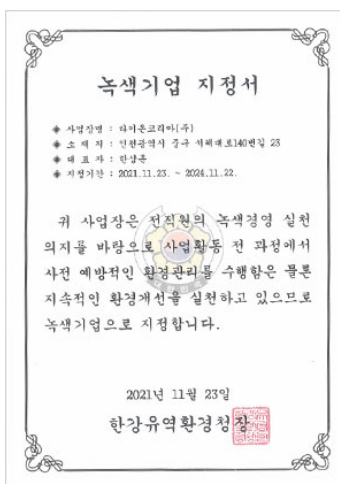 녹색기업 지정서
◈ 사업장명 : 다이온코리아(주)
◈ 소 재 지 : 인천광역시 중구 서해대로140번길 23
◈ 대 표 자 : 한상훈
◈ 지정기간 : 2021.11.23. ~ 2024.11.22.
귀 사업장은 전직원의 녹색경영 실천
의지를 바탕으로 사업활동 전 과정에서
사전 예방적인 환경관리를 수행함은 물론
지속적인 환경개선을 실천하고 있으므로
녹색기업으로 지정합니다.
2021년 11월 23일
한강유역환경청장